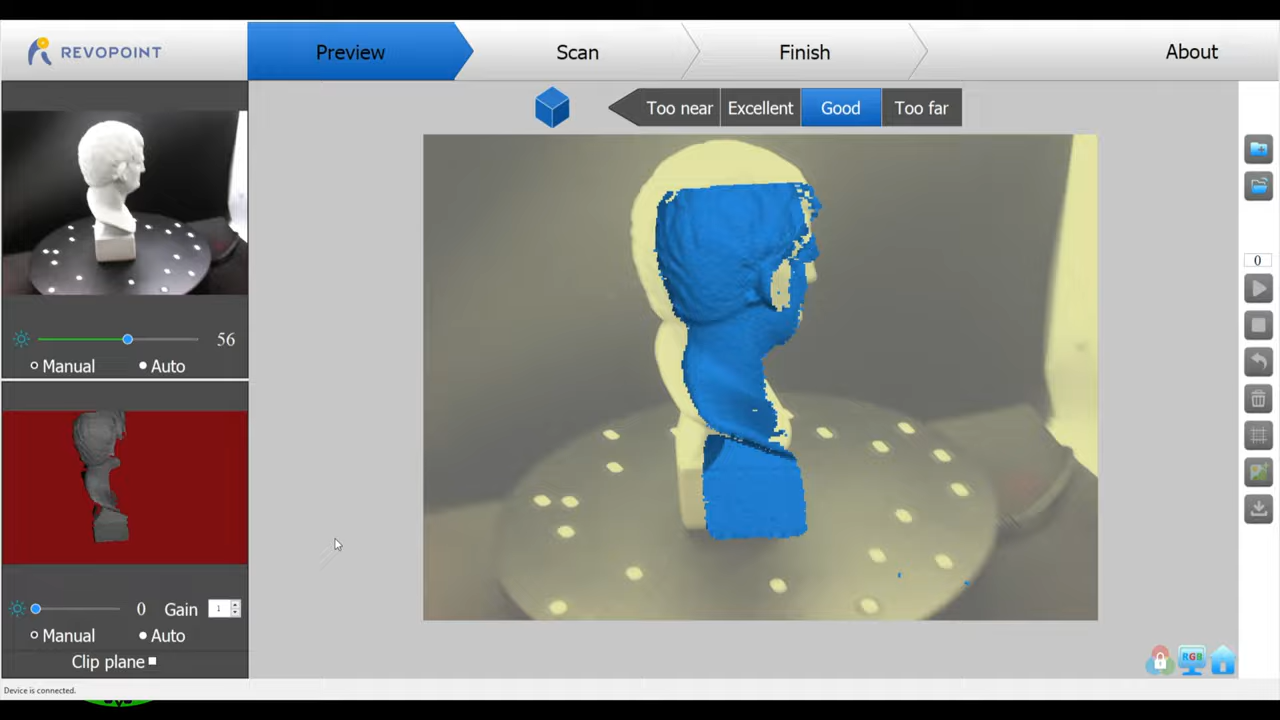 REVOPOINT
Preview
Scan
Finish
About
Too near
Excellent
Good
Too far
56
Manual
Auto
0
0
Gain
1
Manual
Auto
Clip plane
RGB
Device is connected.